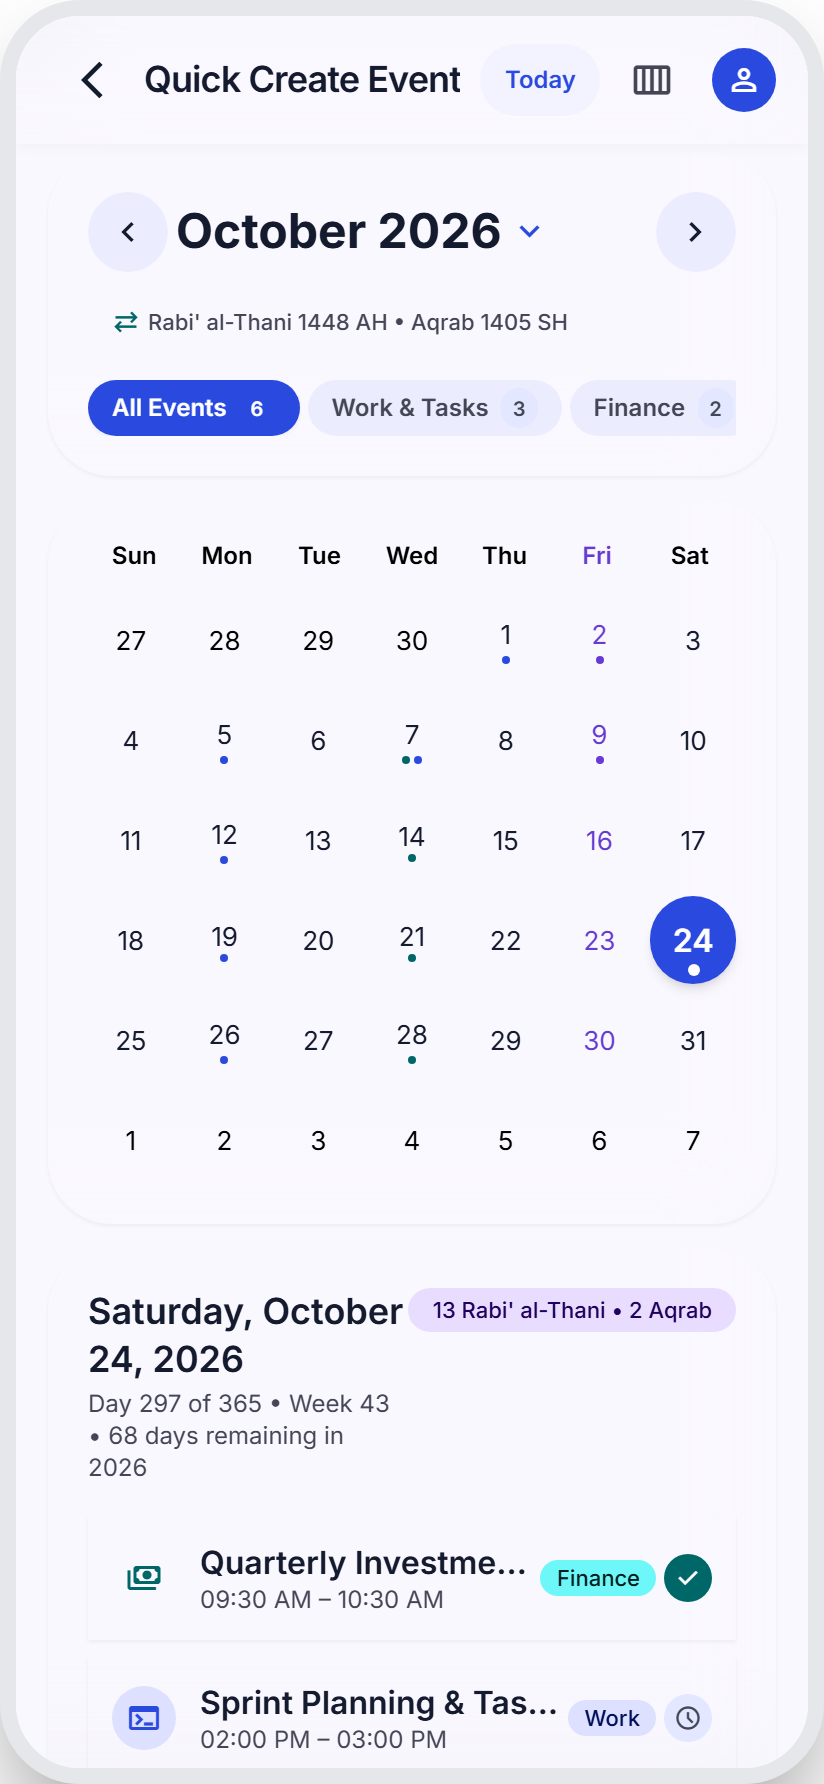 Quick Create Event Today
October 2026
Rabi' al-Thani 1448 AH • Aqrab 1405 SH
All Events 6 Work & Tasks 3 Finance 2
Sun Mon Tue Wed Thu Fri Sat
27 28 29 30 1 2 3
4 5 6 7 8 9 10
11 12 13 14 15 16 17
18 19 20 21 22 23 24
25 26 27 28 29 30 31
1 2 3 4 5 6 7
Saturday, October 13 Rabi' al-Thani • 2 Aqrab
24, 2026
Day 297 of 365 • Week 43
• 68 days remaining in
2026
Quarterly Investme... Finance
09:30 AM – 10:30 AM
Sprint Planning & Tas... Work
02:00 PM – 03:00 PM